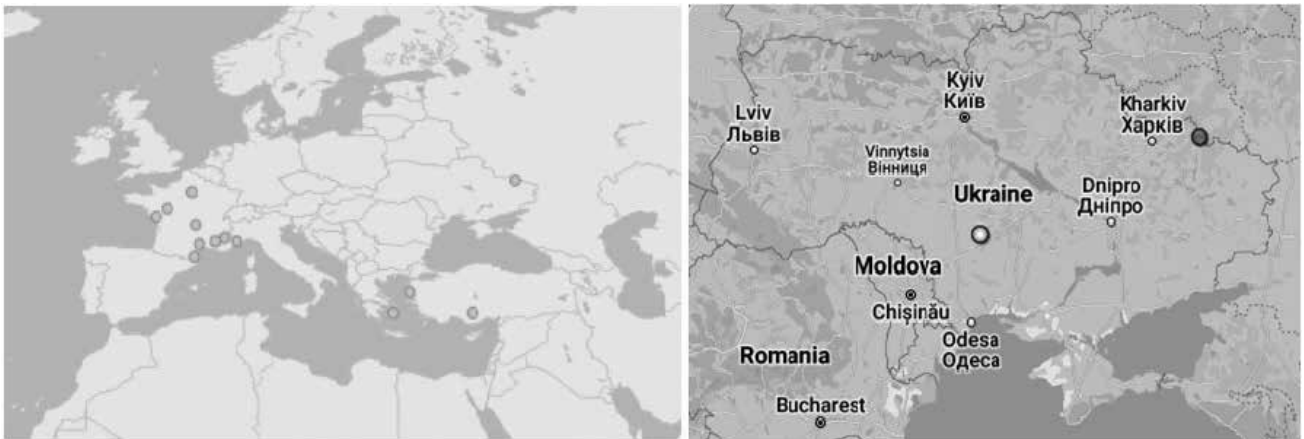 Kyiv
Київ
Kharkiv
Харків
Lviv
Львів
Vinnytsia
Вінниця
Ukraine
Dnipro
Дніпро
Moldova
Chișinău
Odesa
Одеса
Romania
Bucharest